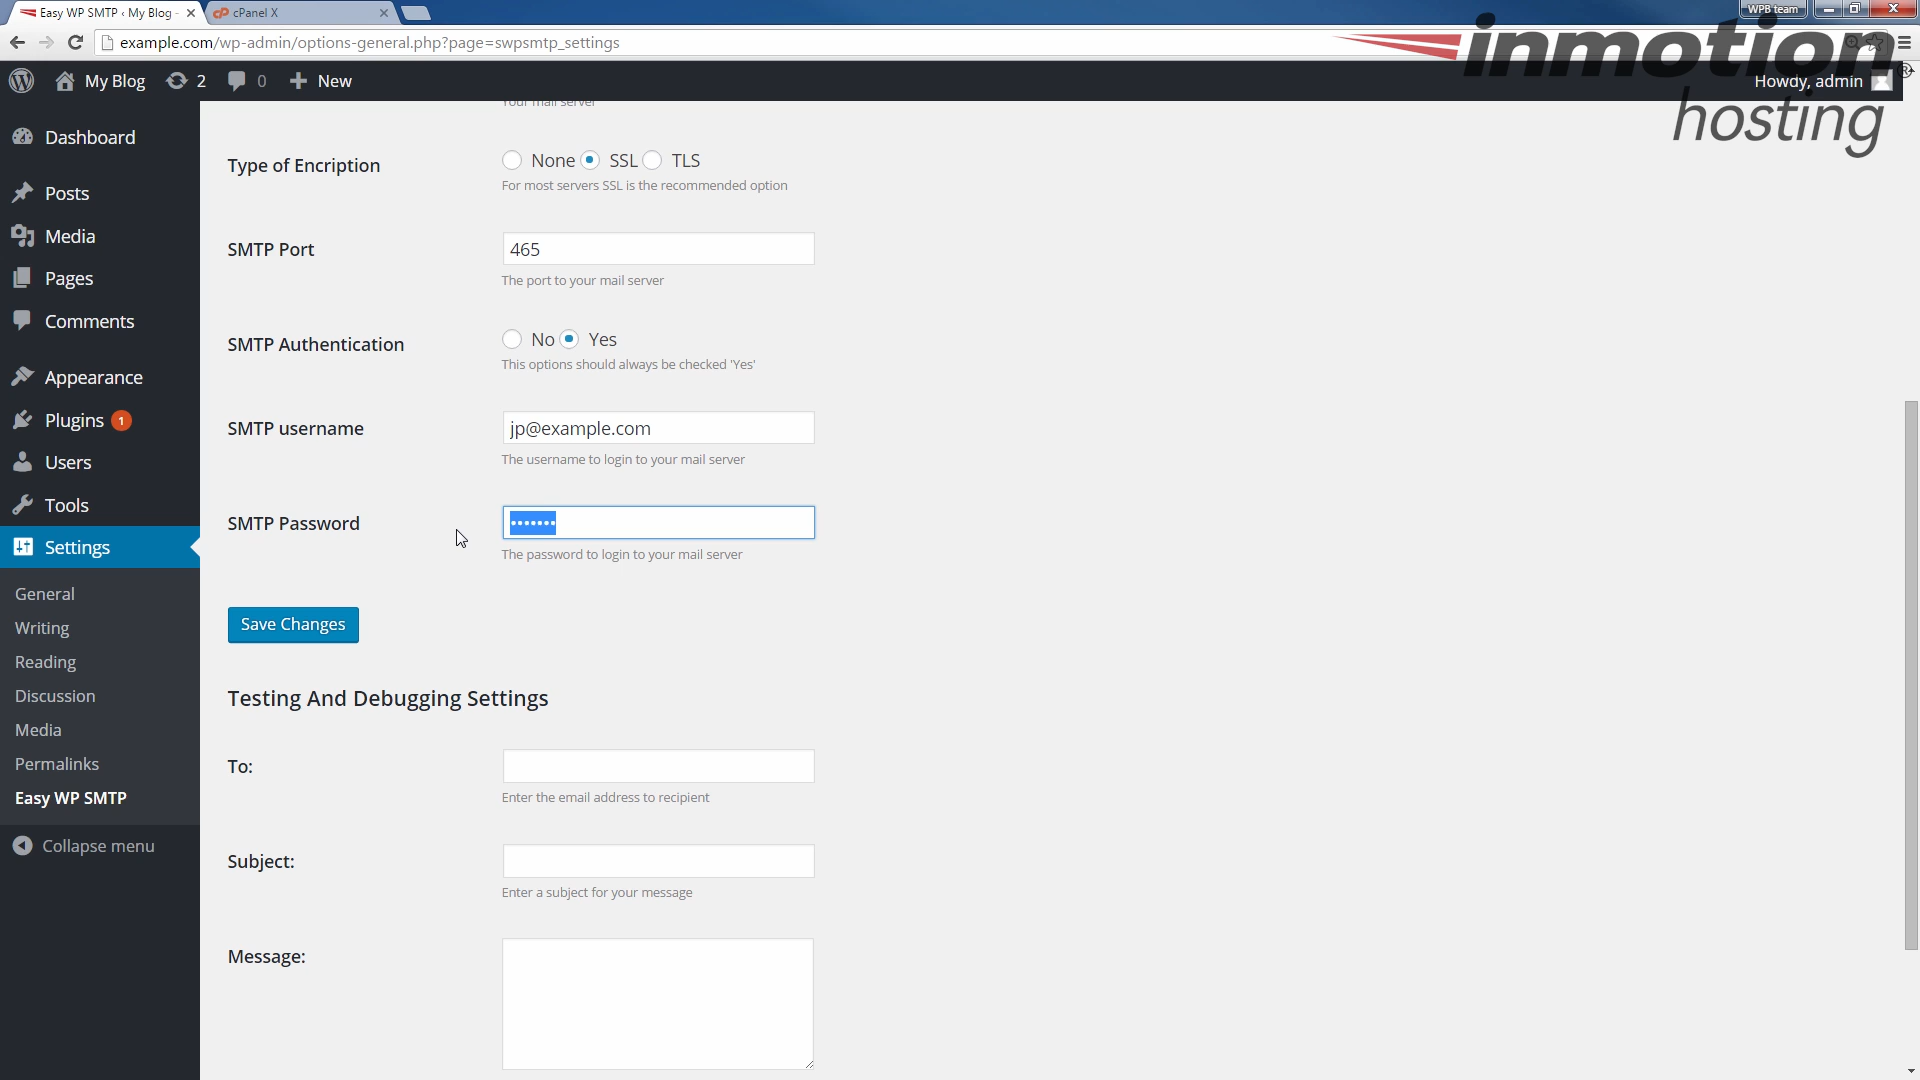 Easy WP SMTP ‹ My Blog -
cPanel X
WPB team
example.com/wp-admin/options-general.php?page=swpsmtp_settings
inmotion
hosting
My Blog
2
0
New
Howdy, admin
Dashboard
Posts
Media
Pages
Comments
Appearance
Plugins 1
Users
Tools
Settings
General
Writing
Reading
Discussion
Media
Permalinks
Easy WP SMTP
Collapse menu
Your mail server
Type of Encription
None SSL TLS
For most servers SSL is the recommended option
SMTP Port
465
The port to your mail server
SMTP Authentication
No Yes
This options should always be checked 'Yes'
SMTP username
jp@example.com
The username to login to your mail server
SMTP Password
•••••••
The password to login to your mail server
Save Changes
Testing And Debugging Settings
To:
Enter the email address to recipient
Subject:
Enter a subject for your message
Message: